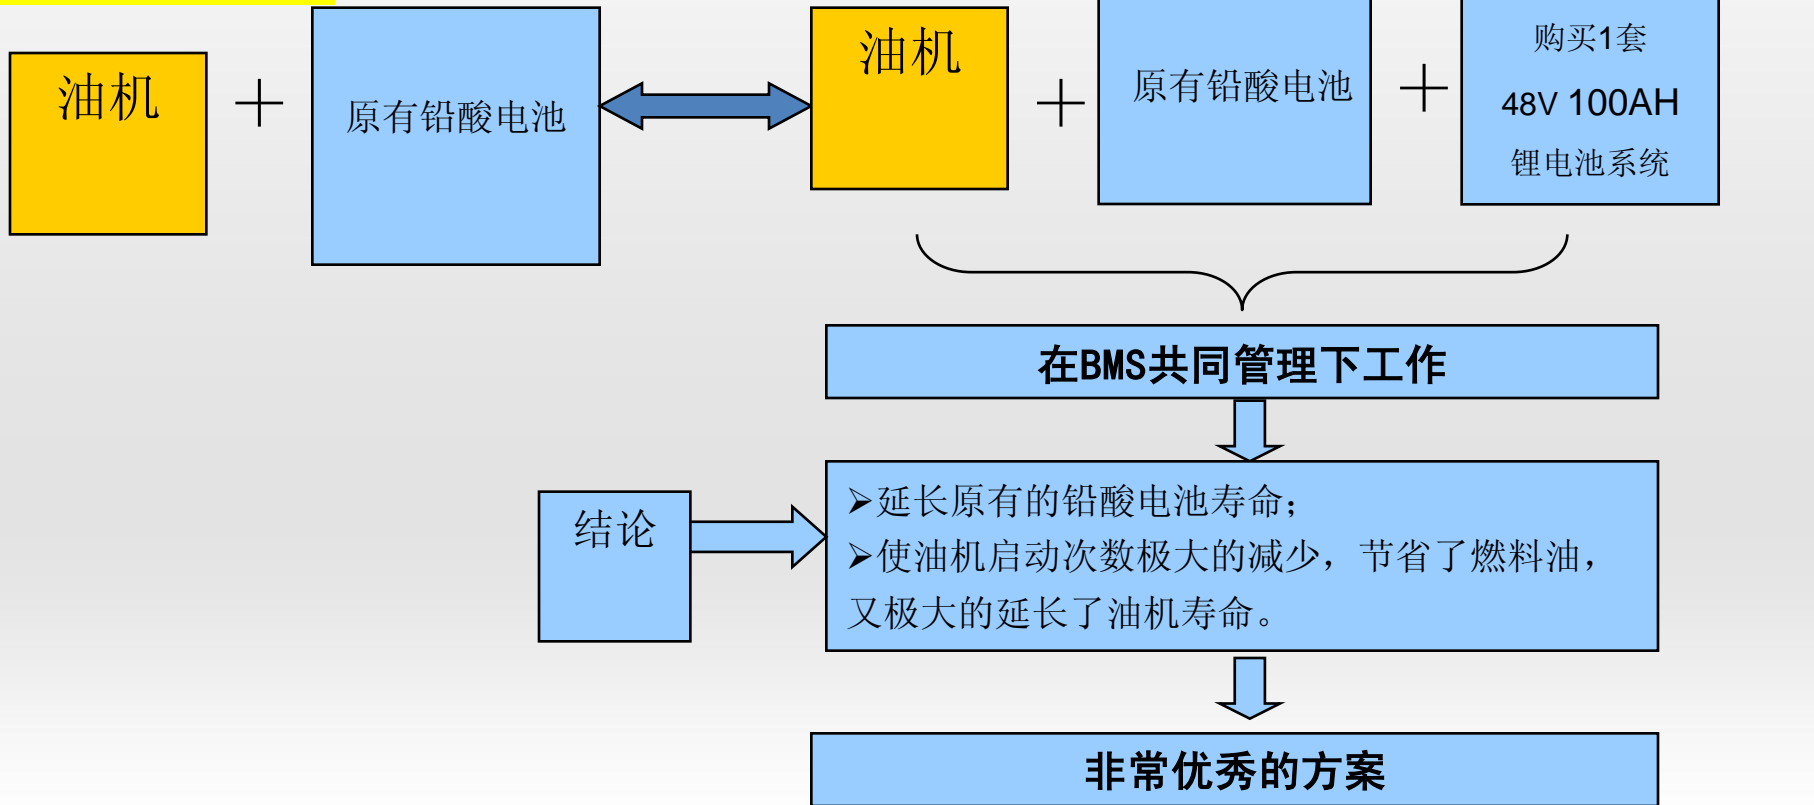 油机
+
原有铅酸电池
油机
+
原有铅酸电池
+
购买1套
48V 100AH
锂电池系统
在BMS共同管理下工作
结论
➢延长原有的铅酸电池寿命；
➢使油机启动次数极大的减少，节省了燃料油，
又极大的延长了油机寿命。
非常优秀的方案